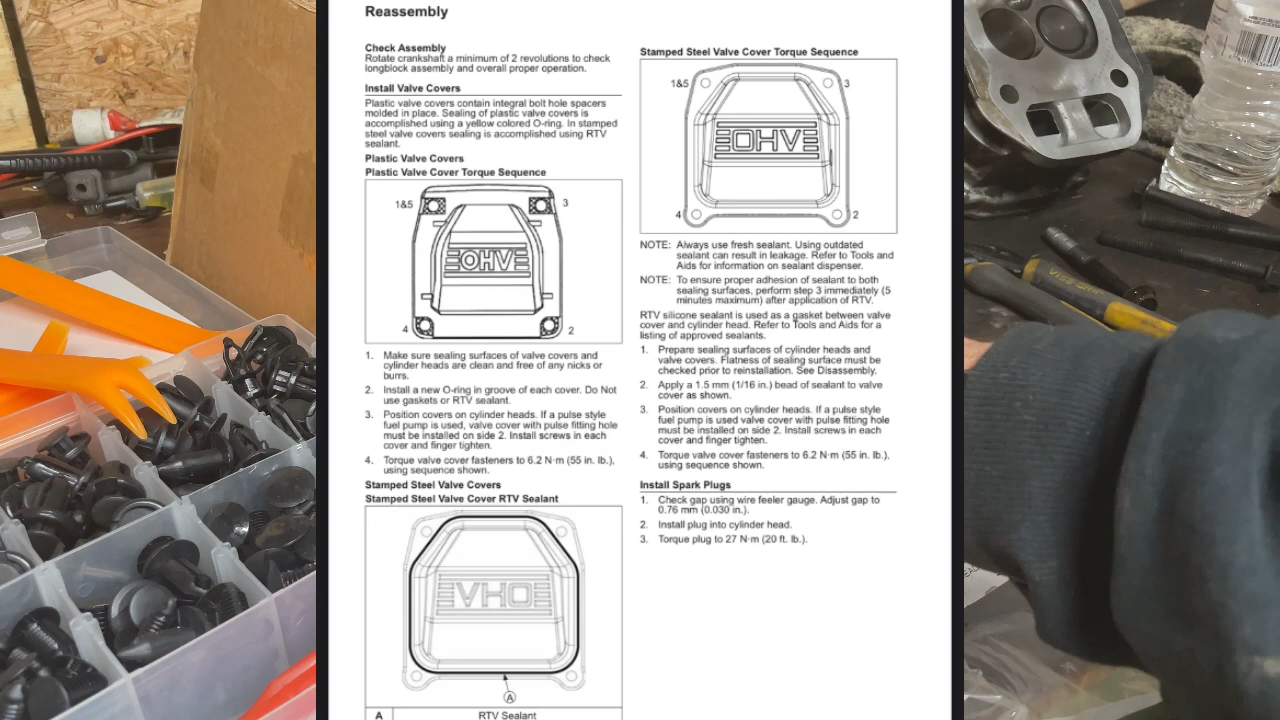 Reassembly
Check Assembly
Rotate crankshaft a minimum of 2 revolutions to check
longblock assembly and overall proper operation.
Install Valve Covers
Plastic valve covers contain integral bolt hole spacers
molded in place. Sealing of plastic valve covers is
accomplished using a yellow colored O-ring. In stamped
steel valve covers sealing is accomplished using RTV
sealant.
Plastic Valve Covers
Plastic Valve Cover Torque Sequence
1&5
3
OHV
4
2
1. Make sure sealing surfaces of valve covers and
cylinder heads are clean and free of any nicks or
burrs.
2. Install a new O-ring in groove of each cover. Do Not
use gaskets or RTV sealant.
3. Position covers on cylinder heads. If a pulse style
fuel pump is used, valve cover with pulse fitting hole
must be installed on side 2. Install screws in each
cover and finger tighten.
4. Torque valve cover fasteners to 6.2 N·m (55 in. lb.),
using sequence shown.
Stamped Steel Valve Covers
Stamped Steel Valve Cover RTV Sealant
OHV
A
A RTV Sealant
Stamped Steel Valve Cover Torque Sequence
1&5
3
OHV
4
2
NOTE: Always use fresh sealant. Using outdated
sealant can result in leakage. Refer to Tools and
Aids for information on sealant dispenser.
NOTE: To ensure proper adhesion of sealant to both
sealing surfaces, perform step 3 immediately (5
minutes maximum) after application of RTV.
RTV silicone sealant is used as a gasket between valve
cover and cylinder head. Refer to Tools and Aids for a
listing of approved sealants.
1. Prepare sealing surfaces of cylinder heads and
valve covers. Flatness of sealing surface must be
checked prior to reinstallation. See Disassembly.
2. Apply a 1.5 mm (1/16 in.) bead of sealant to valve
cover as shown.
3. Position covers on cylinder heads. If a pulse style
fuel pump is used, valve cover with pulse fitting hole
must be installed on side 2. Install screws in each
cover and finger tighten.
4. Torque valve cover fasteners to 6.2 N·m (55 in. lb.),
using sequence shown.
Install Spark Plugs
1. Check gap using wire feeler gauge. Adjust gap to
0.76 mm (0.030 in.).
2. Install plug into cylinder head.
3. Torque plug to 27 N·m (20 ft. lb.).